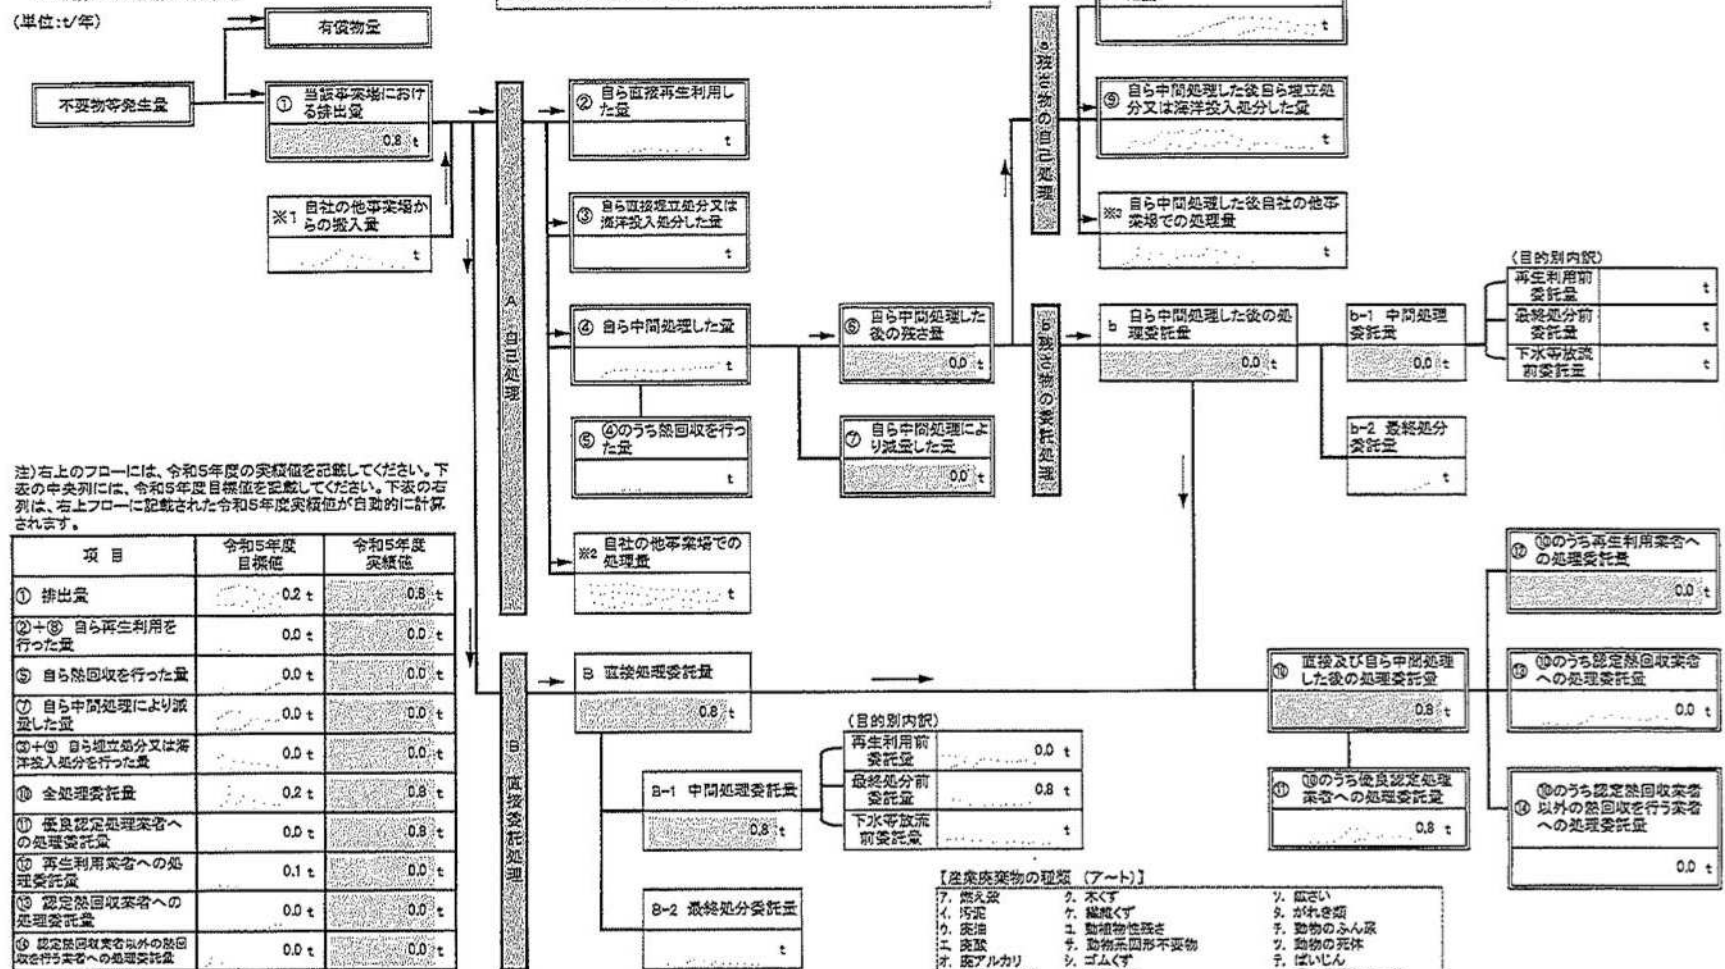 (単位:t/年)
有償物量
不要物等発生量
① 当該事業場におけ
る排出量
0.8 t
※1 自社の他事業場か
らの搬入量
t
A 自己処理
② 自ら直接再生利用し
た量
t
③ 自ら直接埋立処分又は
海洋投入処分した量
t
④ 自ら中間処理した量
t
⑤ ④のうち熱回収を行っ
た量
t
※2 自社の他事業場での
処理量
⑥ 自ら中間処理した
後の残さ量
0.0 t
⑦ 自ら中間処理によ
り減量した量
0.0 t
a 残さ物の自己処理
t
⑨ 自ら中間処理した後自ら埋立処
分又は海洋投入処分した量
t
※3 自ら中間処理した後自社の他事
業場での処理量
t
b 残さ物の委託処理
b 自ら中間処理した後の処
理委託量
0.0 t
b-1 中間処理
委託量
0.0 t
b-2 最終処分
委託量
t
(目的別内訳)
再生利用前
委託量 t
最終処分前
委託量 t
下水等放流
前委託量 t
注)右上のフローには、令和5年度の実績値を記載してください。下
表の中央列には、令和5年度目標値を記載してください。下表の右
列は、右上フローに記載された令和5年度実績値が自動的に計算
されます。
項 目 令和5年度
目標値 令和5年度
実績値
① 排出量 0.2 t 0.8 t
②+⑧ 自ら再生利用を
行った量 0.0 t 0.0 t
⑤ 自ら熱回収を行った量 0.0 t 0.0 t
⑦ 自ら中間処理により減
量した量 0.0 t 0.0 t
③+⑨ 自ら埋立処分又は海
洋投入処分を行った量 0.0 t 0.0 t
⑩ 全処理委託量 0.2 t 0.8 t
⑪ 優良認定処理業者へ
の処理委託量 0.0 t 0.8 t
⑫ 再生利用業者への処
理委託量 0.1 t 0.0 t
⑬ 認定熱回収業者への
処理委託量 0.0 t 0.0 t
⑭ 認定熱回収業者以外の熱回
収を行う業者への処理委託量 0.0 t 0.0 t
B 直接委託処理
B 直接処理委託量
0.8 t
B-1 中間処理委託量
0.8 t
B-2 最終処分委託量
t
(目的別内訳)
再生利用前
委託量 0.0 t
最終処分前
委託量 0.8 t
下水等放流
前委託量 t
⑩ 直接及び自ら中間処理
した後の処理委託量
0.8 t
⑪ ⑩のうち優良認定処理
業者への処理委託量
0.8 t
⑫ ⑩のうち再生利用業者へ
の処理委託量
0.0 t
⑬ ⑩のうち認定熱回収業者
への処理委託量
0.0 t
⑭ ⑩のうち認定熱回収業者
以外の熱回収を行う業者
への処理委託量
0.0 t
【産業廃棄物の種類 (ア~ト)】
ア. 燃え殻 ク. 木くず ソ. 鉱さい
イ. 汚泥 ケ. 繊維くず タ. がれき類
ウ. 廃油 コ. 動植物性残さ チ. 動物のふん尿
エ. 廃酸 サ. 動物系固形不要物 ツ. 動物の死体
オ. 廃アルカリ シ. ゴムくず テ. ばいじん